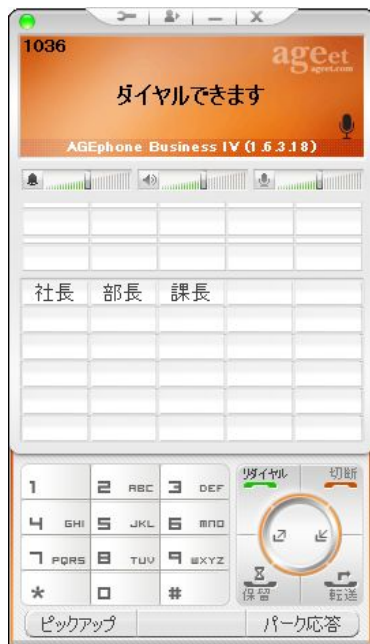 1036
ageet
ageet.com
ダイヤルできます
AGEphone Business IV (1.6.3.18)
社長 部長 課長
リダイヤル 切断
1 2 ABC 3 DEF
4 GHI 5 JKL 6 MNO
7 PQRS 8 TUV 9 WXYZ
* 0 #
保留 転送
ピックアップ パーク応答